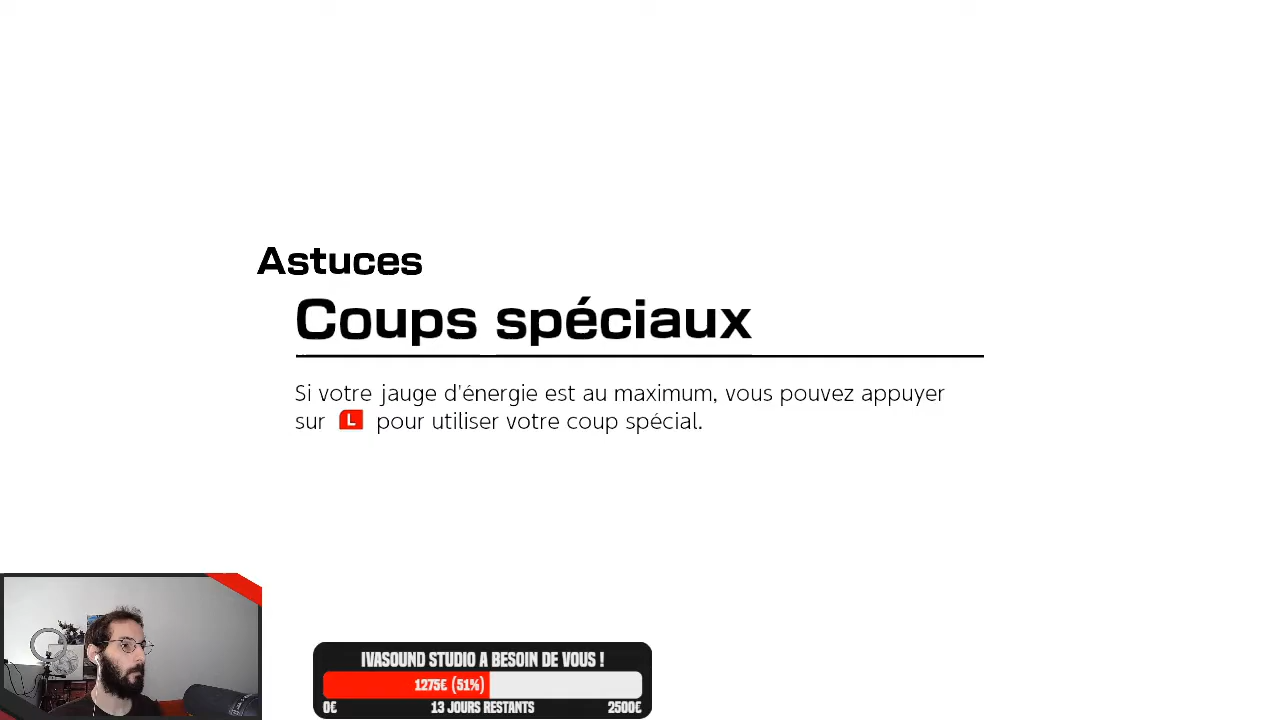 Astuces
Coups spéciaux
Si votre jauge d'énergie est au maximum, vous pouvez appuyer
sur L pour utiliser votre coup spécial.
IVASOUND STUDIO A BESOIN DE VOUS !
1275€ (51%)
0€ 13 JOURS RESTANTS 2500€